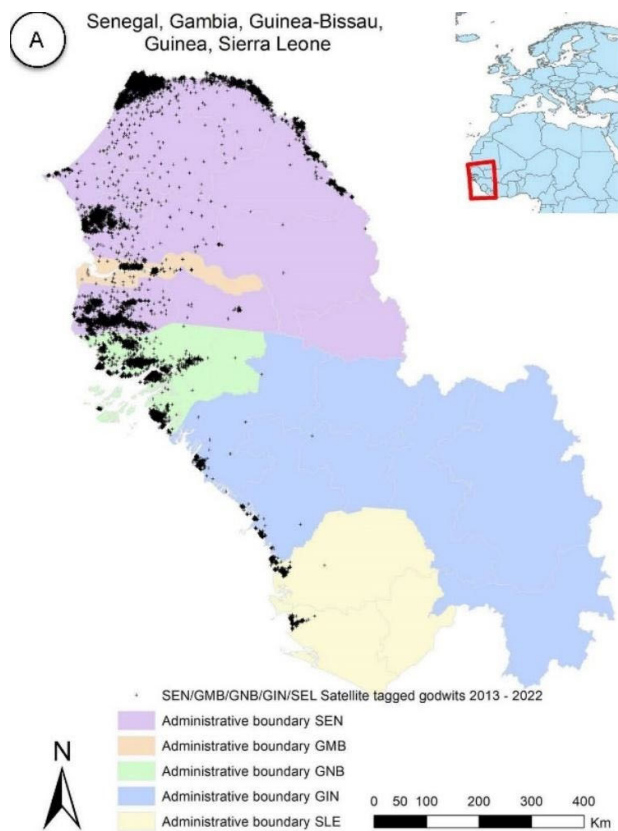 A
Senegal, Gambia, Guinea-Bissau,
Guinea, Sierra Leone
SEN/GMB/GNB/GIN/SEL Satellite tagged godwits 2013 - 2022
Administrative boundary SEN
Administrative boundary GMB
Administrative boundary GNB
Administrative boundary GIN
Administrative boundary SLE
N
0 50 100 200 300 400
Km